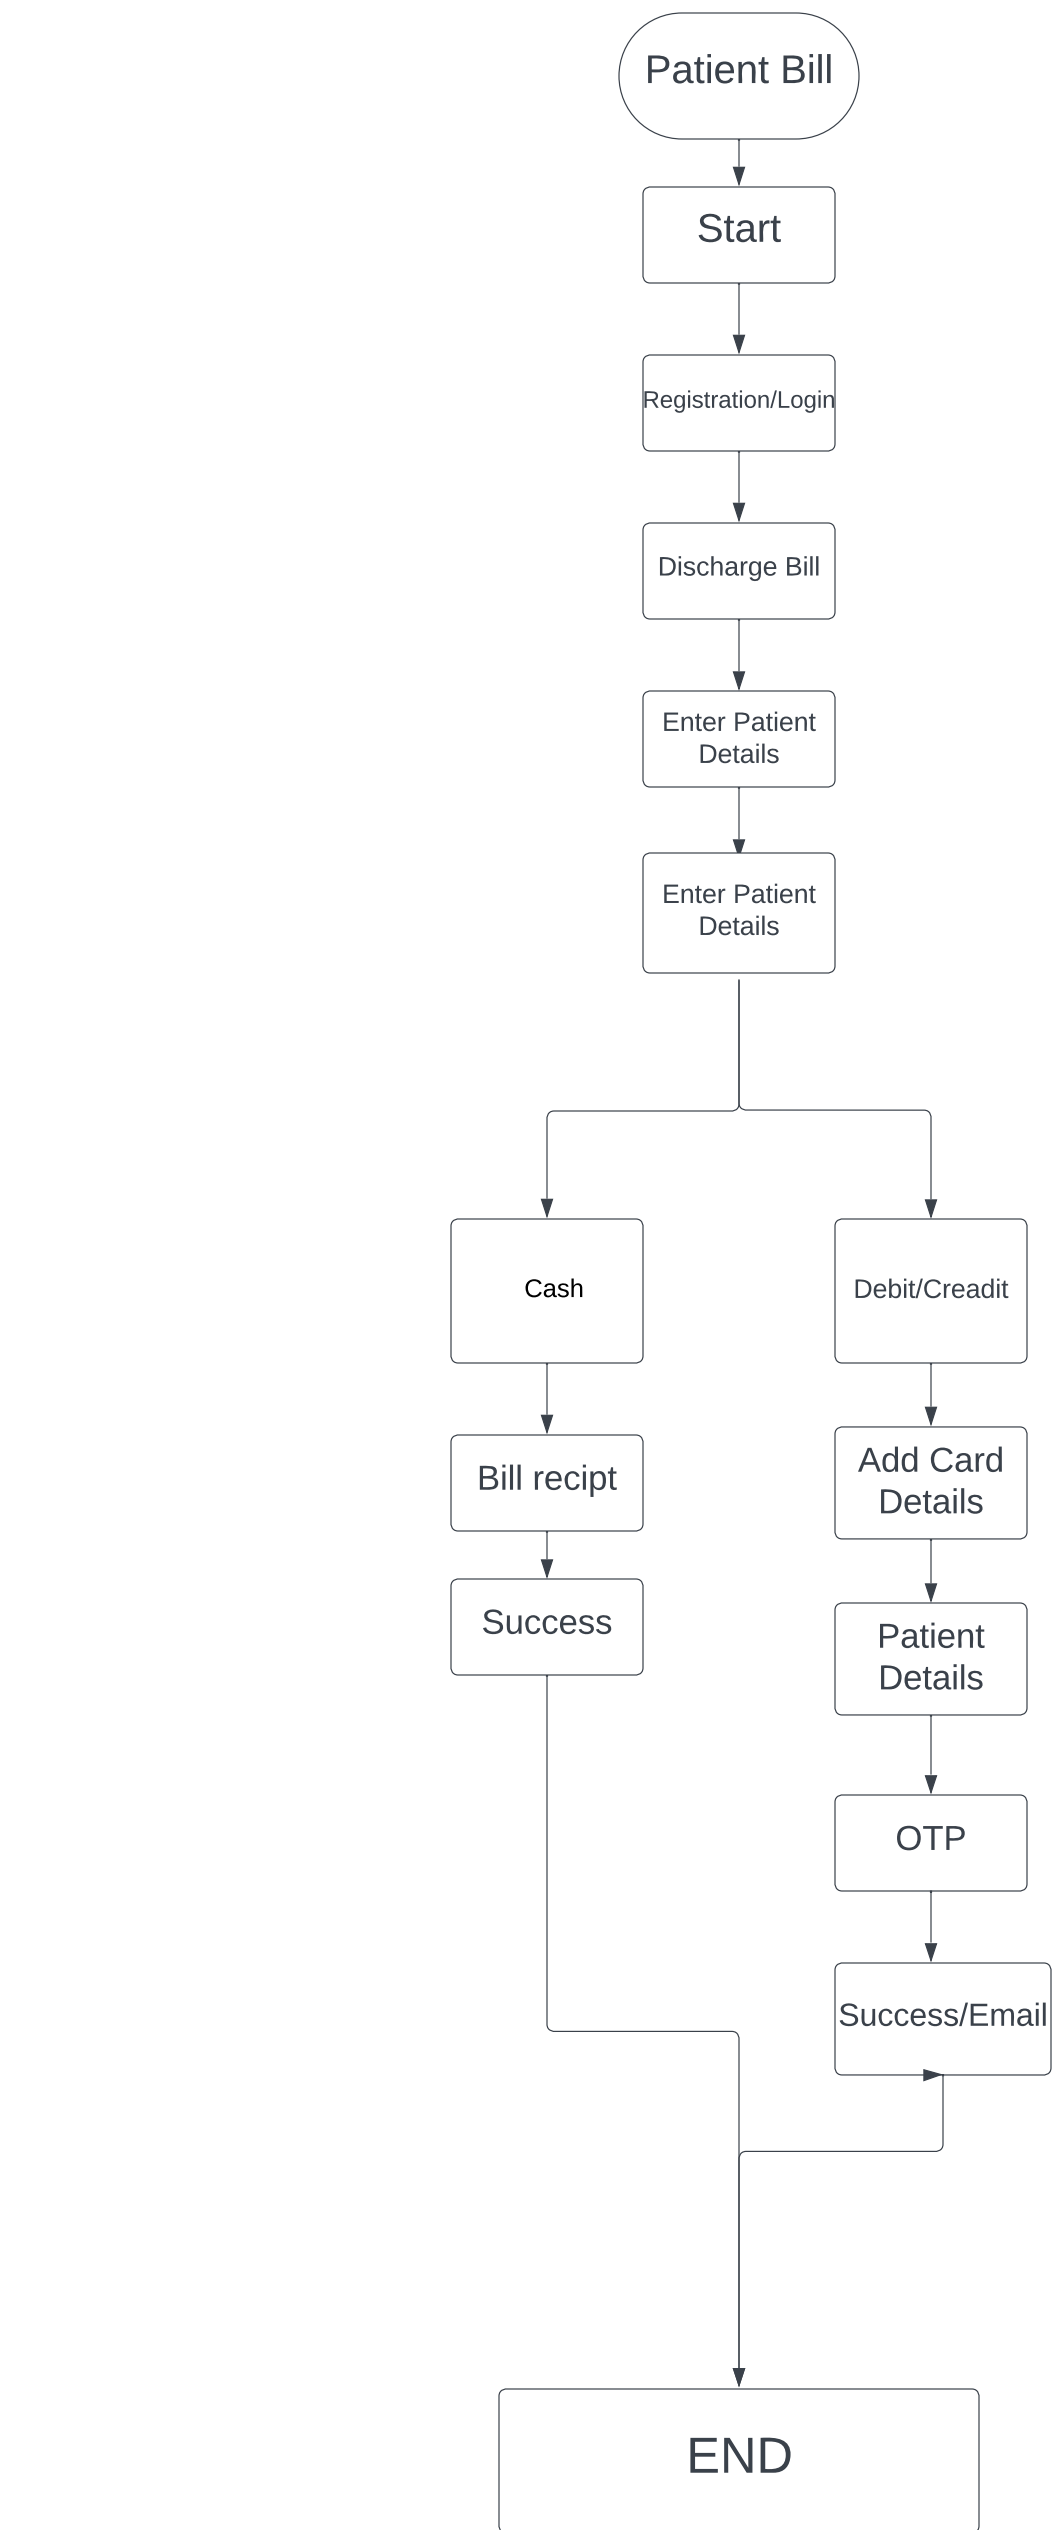 Patient Bill
Start
Registration/Login
Discharge Bill
Enter Patient
Details
Enter Patient
Details
Cash
Debit/Creadit
Bill recipt
Add Card
Details
Success
Patient
Details
OTP
Success/Email
END